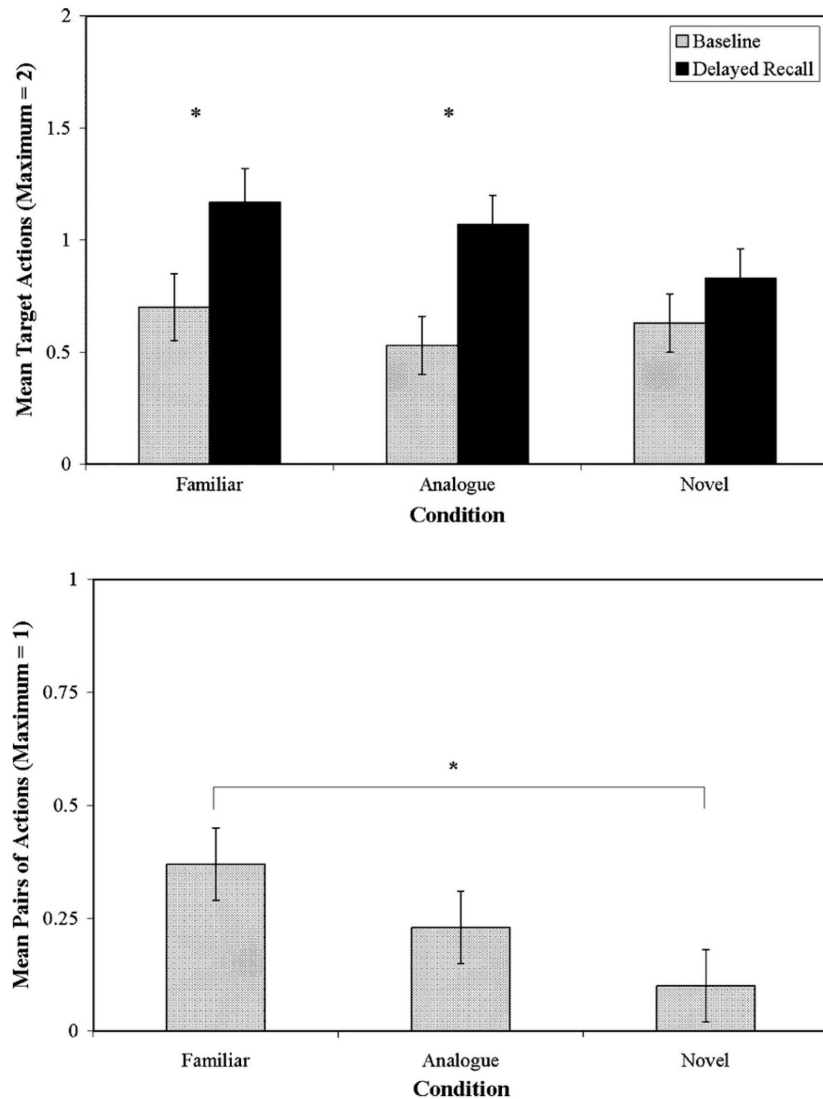 2
Baseline
Delayed Recall
*
*
1.5
1
0.5
0
Mean Target Actions (Maximum = 2)
Familiar
Analogue
Novel
Condition
1
0.75
*
0.5
0.25
0
Mean Pairs of Actions (Maximum = 1)
Familiar
Analogue
Novel
Condition